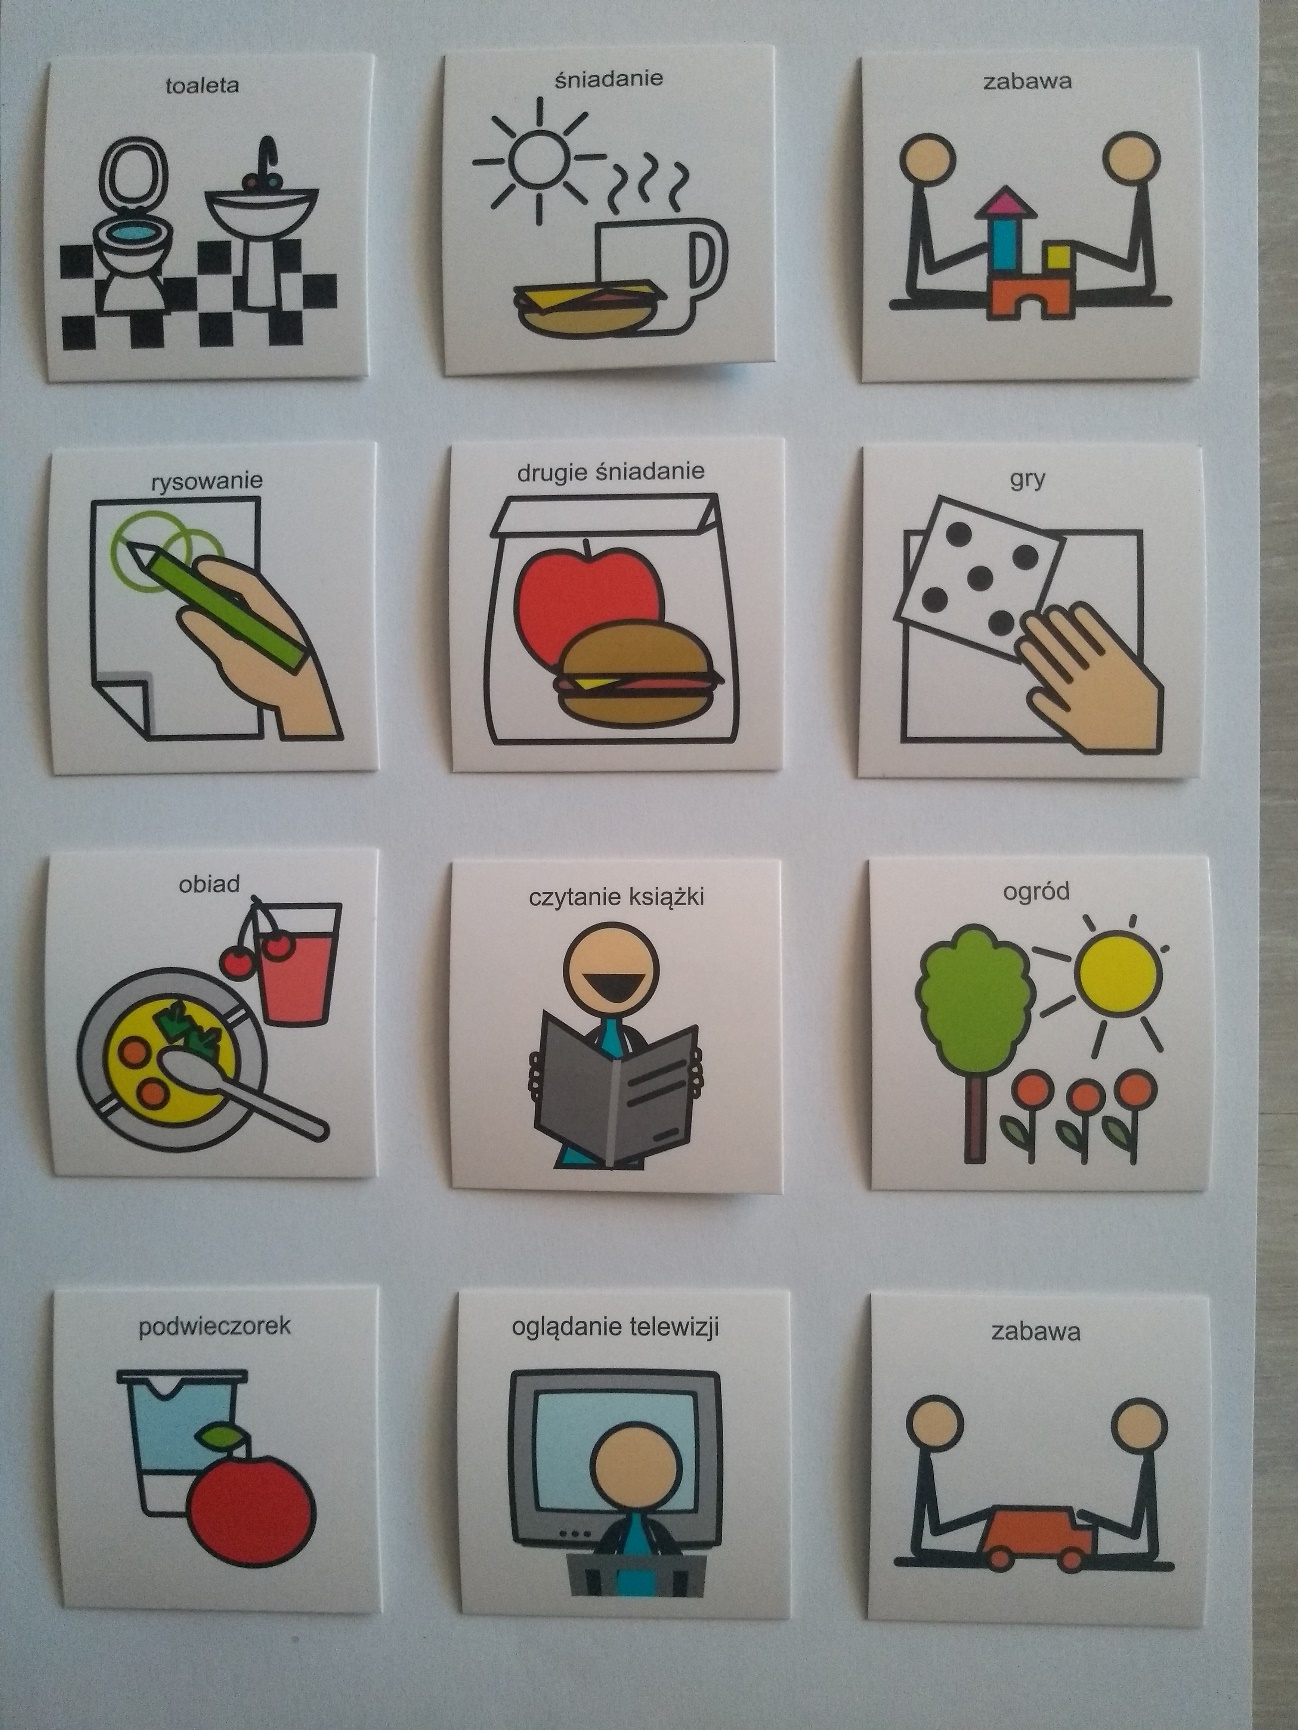 toaleta
śniadanie
zabawa
rysowanie
drugie śniadanie
gry
obiad
czytanie książki
ogród
podwieczorek
oglądanie telewizji
zabawa